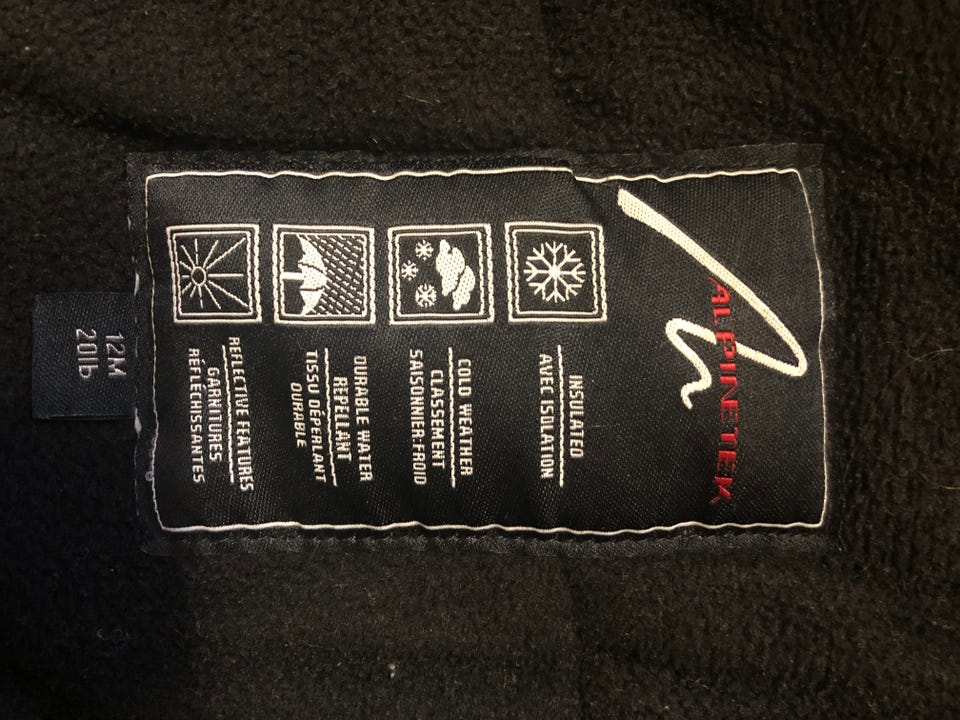 ALPINETEK
INSULATED
AVEC ISOLATION
COLD WEATHER
CLASSEMENT
SAISONNIER-FROID
DURABLE WATER
REPELLANT
TISSU DÉPERLANT
DURABLE
REFLECTIVE FEATURES
GARNITURES
RÉFLÉCHISSANTES
12M
20lb